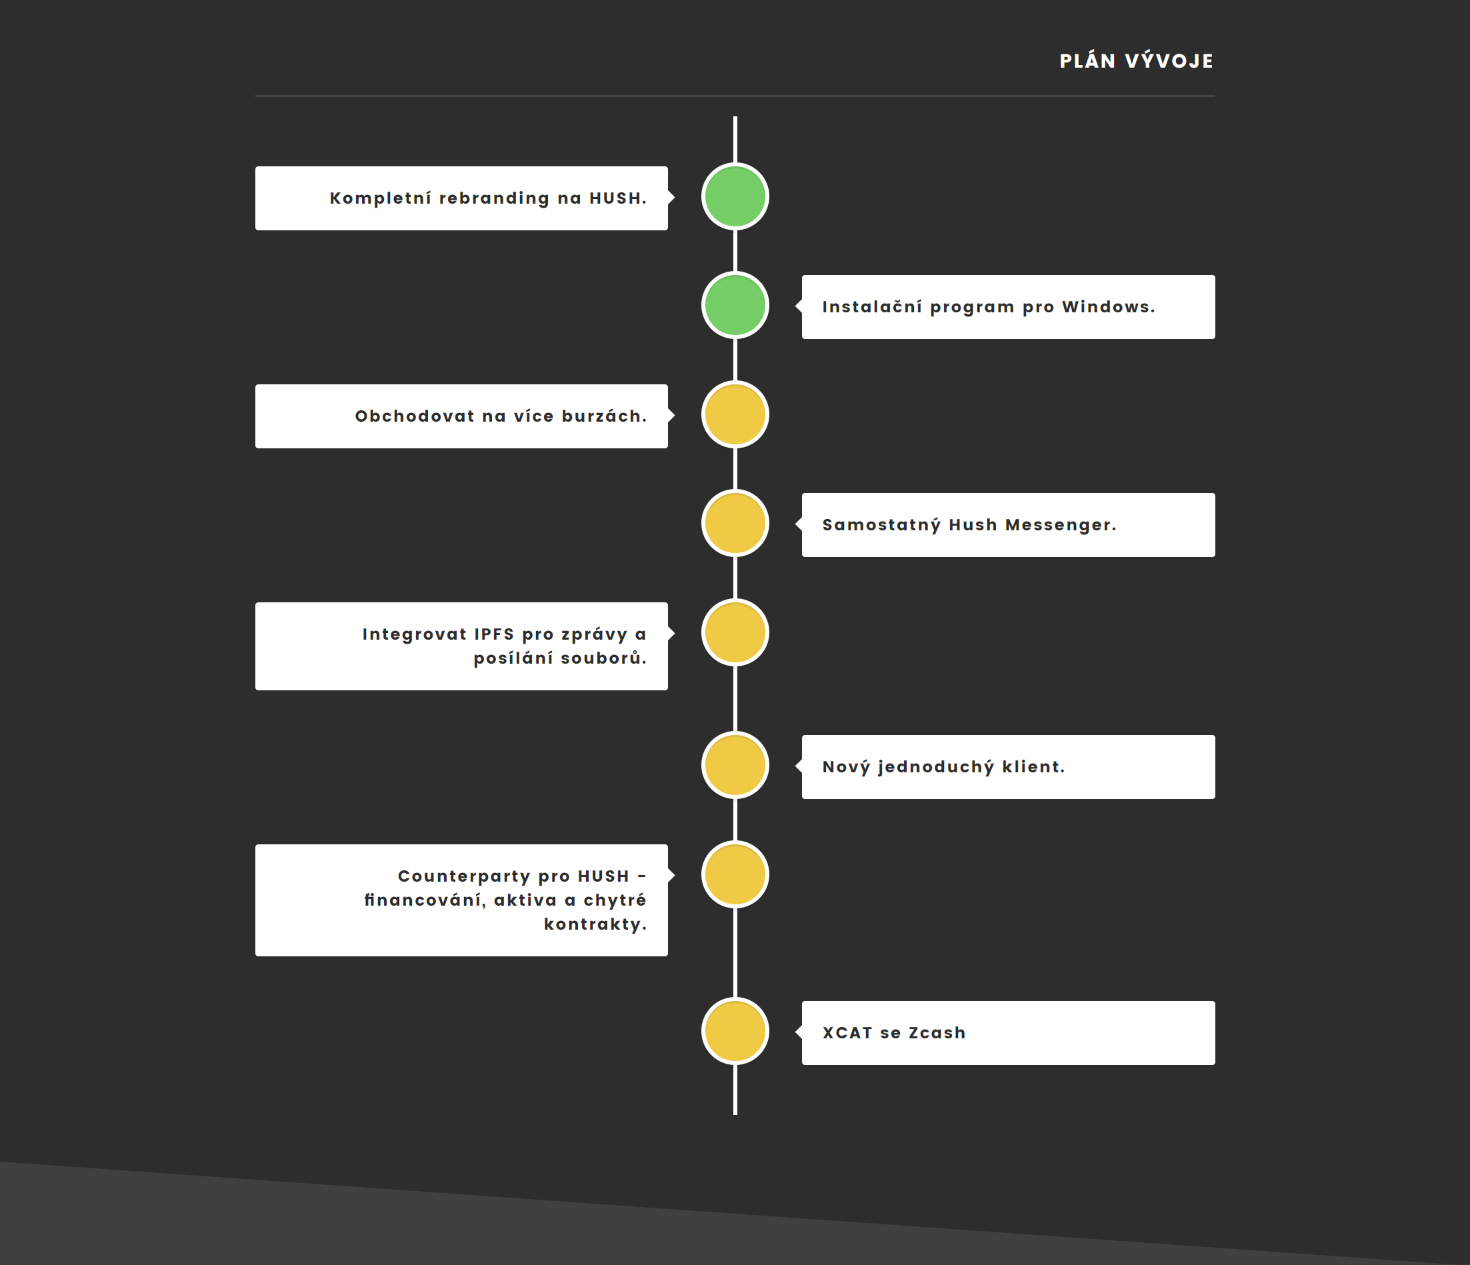 PLÁN VÝVOJE
Kompletní rebranding na HUSH.
Instalační program pro Windows.
Obchodovat na více burzách.
Samostatný Hush Messenger.
Integrovat IPFS pro zprávy a
posílání souborů.
Nový jednoduchý klient.
Counterparty pro HUSH -
financování, aktiva a chytré
kontrakty.
XCAT se Zcash